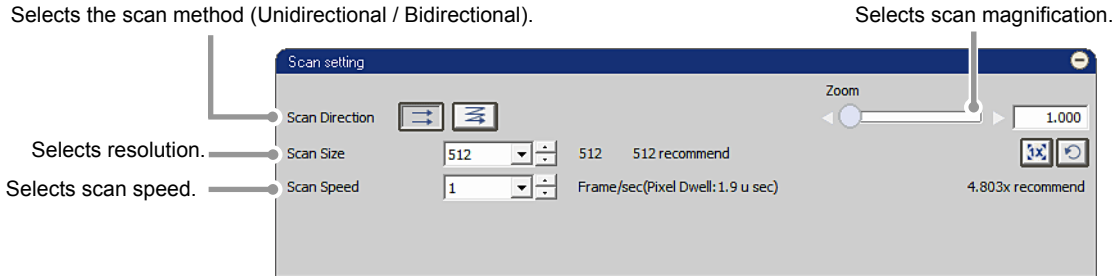 Selects the scan method (Unidirectional / Bidirectional). Selects scan magnification.
Scan setting
Zoom
Scan Direction 1.000
Selects resolution. Scan Size 512 512 512 recommend 1x
Selects scan speed. Scan Speed 1 Frame/sec(Pixel Dwell:1.9 u sec) 4.803x recommend